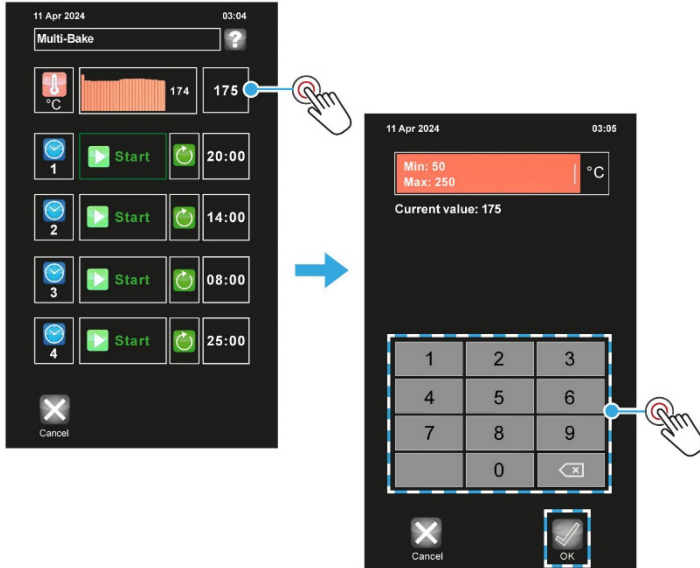 11 Apr 2024 03:04
Multi-Bake ?
°C 174 175
1 Start 20:00
2 Start 14:00
3 Start 08:00
4 Start 25:00
Cancel
11 Apr 2024 03:05
Min: 50
Max: 250
°C
Current value: 175
1 2 3
4 5 6
7 8 9
0
Cancel OK